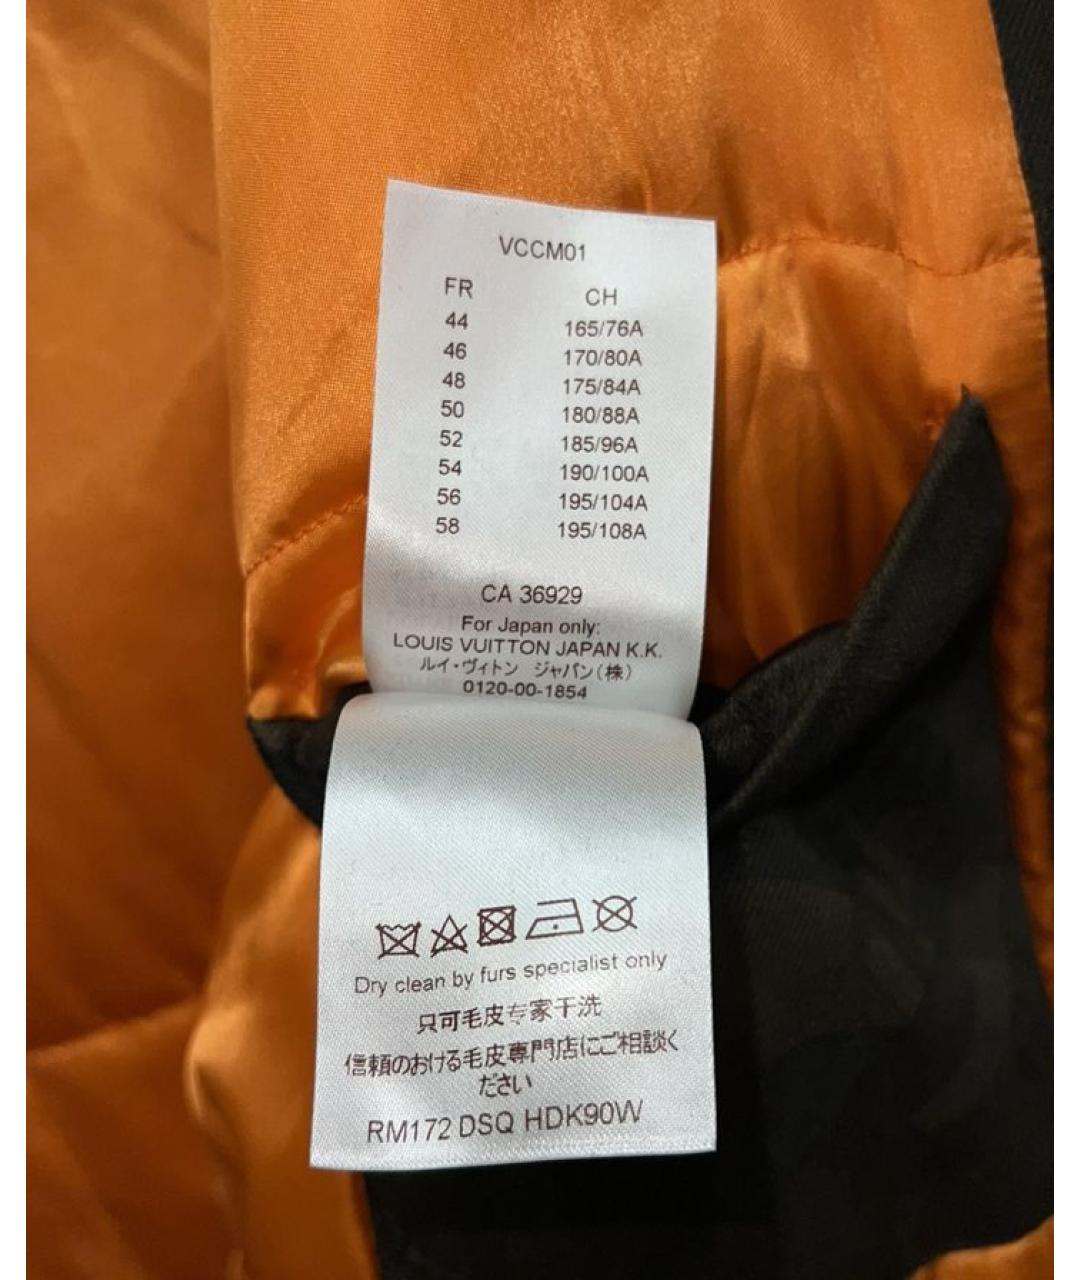 VCCM01
FR CH
44 165/76A
46 170/80A
48 175/84A
50 180/88A
52 185/96A
54 190/100A
56 195/104A
58 195/108A
CA 36929
For Japan only:
LOUIS VUITTON JAPAN K.K.
ルイ・ヴィトン ジャパン(株)
0120-00-1854
Dry clean by furs specialist only
只可毛皮专家干洗
信頼のおける毛皮専門店にご相談く
ださい
RM172 DSQ HDK90W